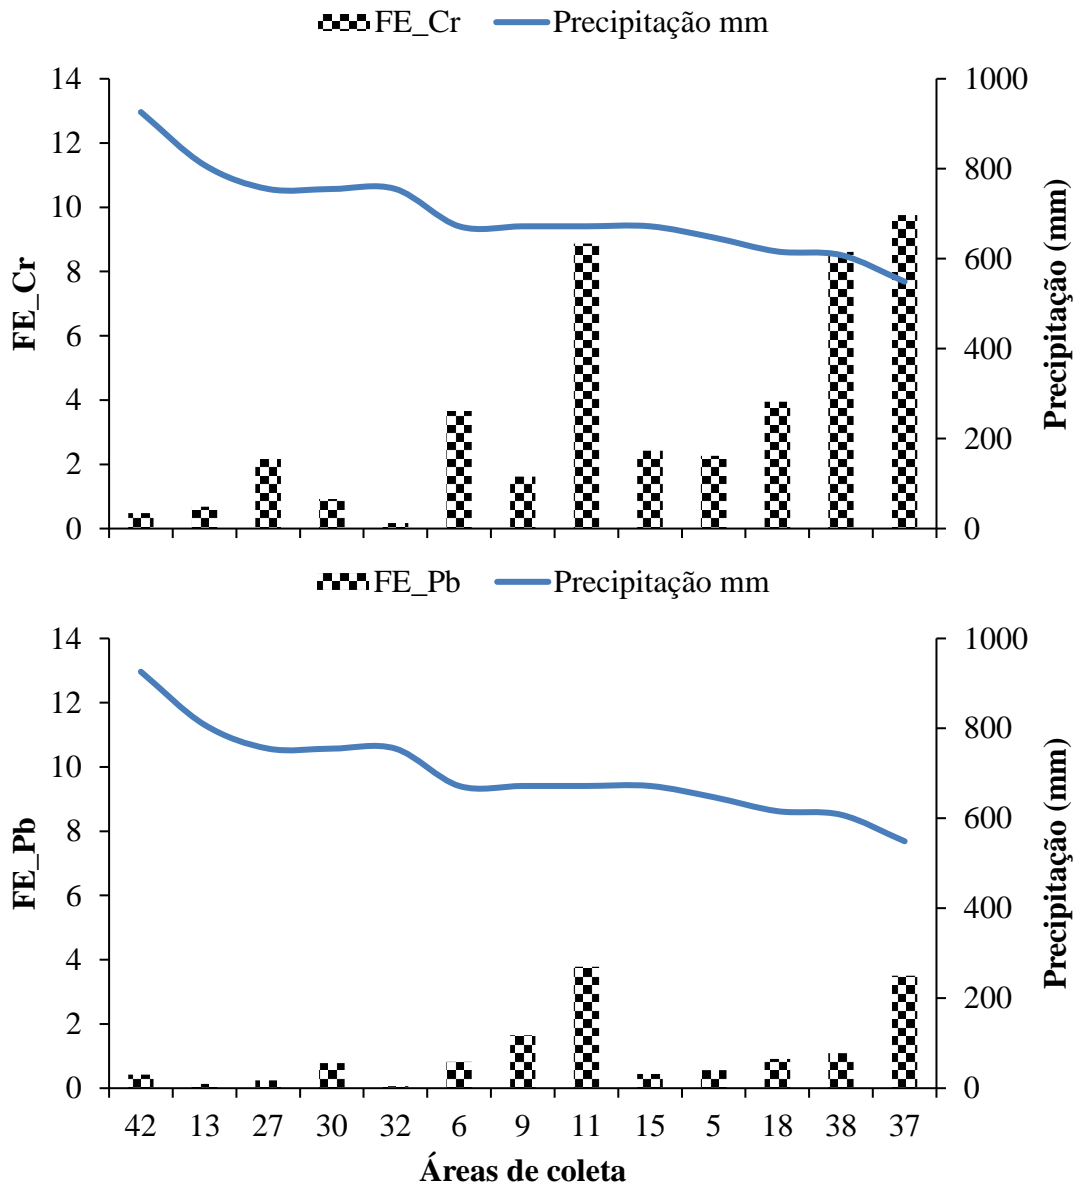 FE_Cr Precipitação mm
14 1000
12
800
10
8 600
6
400
4
200
2
0 0
FE_Cr
Precipitação (mm)
FE_Pb Precipitação mm
14 1000
12
800
10
8 600
6
400
4
200
2
0 0
FE_Pb
Precipitação (mm)
42 13 27 30 32 6 9 11 15 5 18 38 37
Áreas de coleta